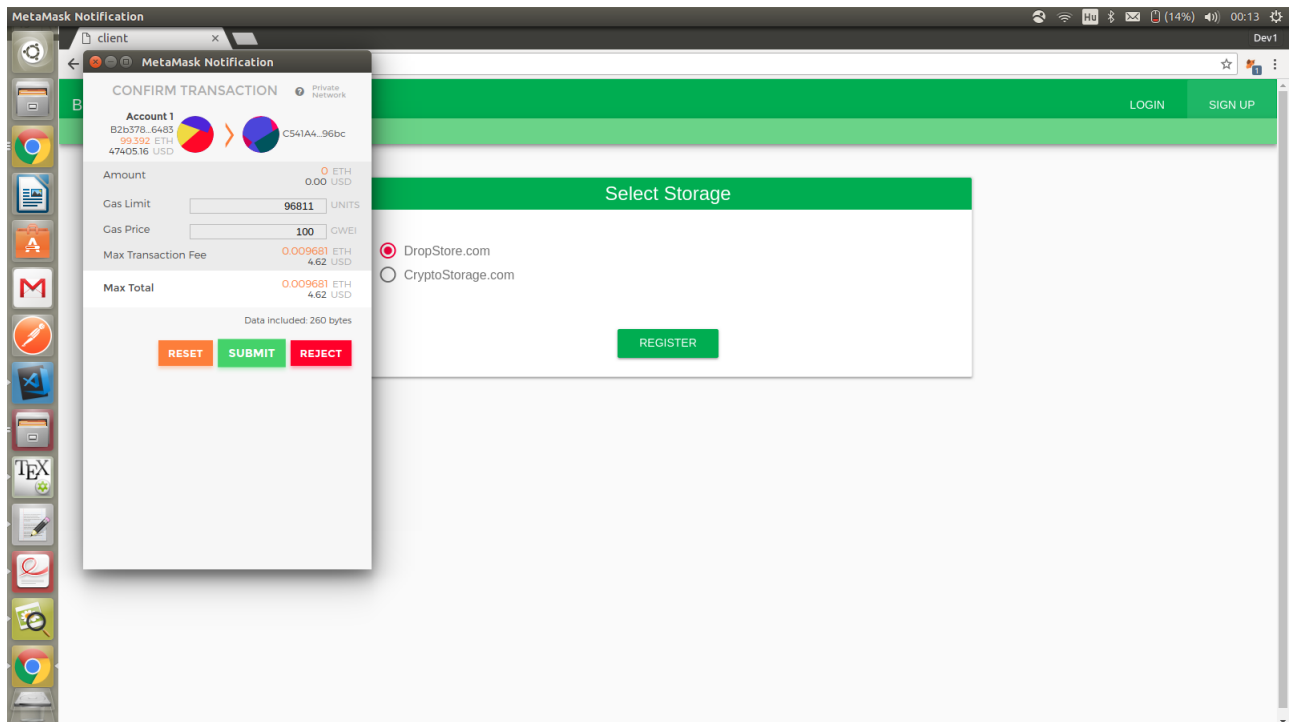 MetaMask Notification
Hu (14%) 00:13
client
Dev1
MetaMask Notification
1
CONFIRM TRANSACTION ? Private Network
B
LOGIN SIGN UP
Account 1
B2b378...6483
99.392 ETH
47405.16 USD
C541A4...96bc
Amount 0 ETH
0.00 USD
Gas Limit 96811 UNITS
Gas Price 100 GWEI
Max Transaction Fee 0.009681 ETH
4.62 USD
Max Total 0.009681 ETH
4.62 USD
Data included: 260 bytes
RESET SUBMIT REJECT
Select Storage
DropStore.com
CryptoStorage.com
REGISTER
A
M
TEX